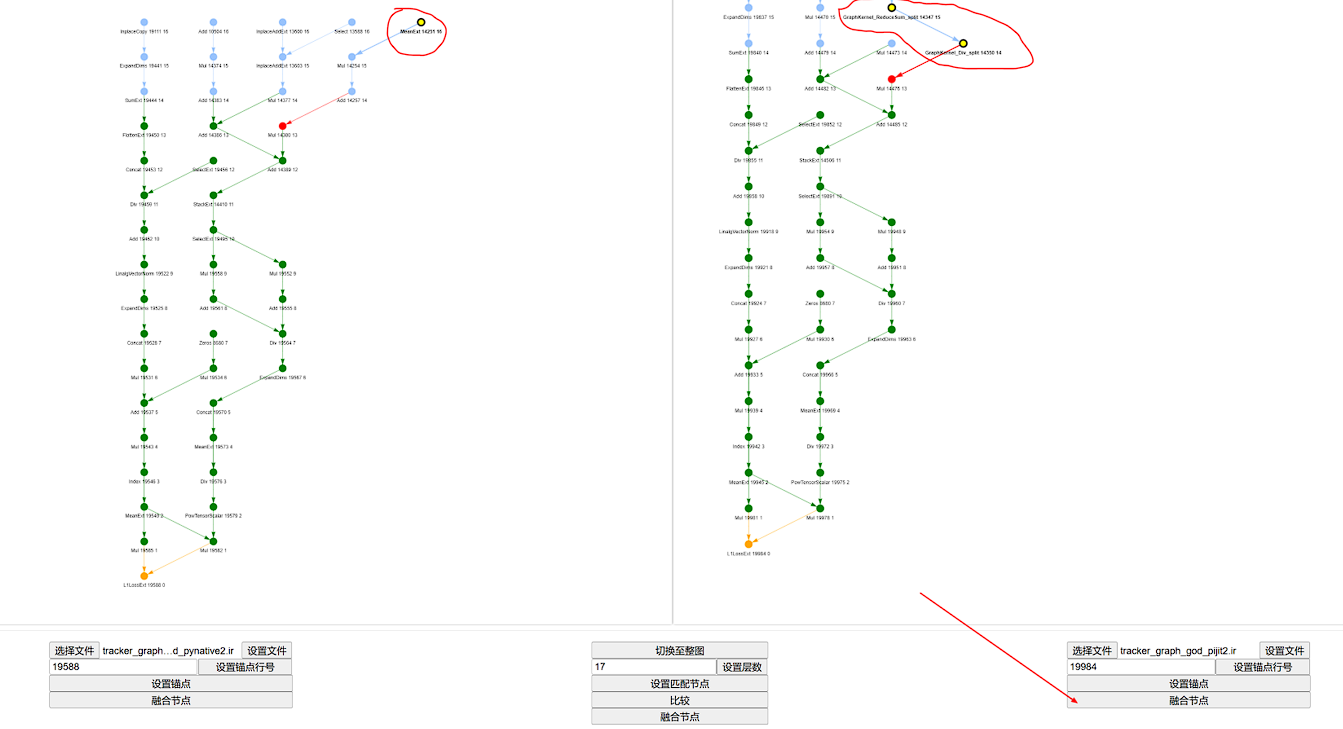 InplaceCopy 19111 16 Add 10504 16 InplaceAddExt 13600 16 Select 13588 16 MeanExt 14251 16
ExpandDims 19441 15 Mul 14374 15 InplaceAddExt 13603 15 Mul 14254 15
SumExt 19444 14 Add 14383 14 Mul 14377 14 Add 14257 14
FlattenExt 19450 13 Add 14386 13 Mul 14380 13
Concat 19453 12 SelectExt 19456 12 Add 14389 12
Div 19459 11 StackExt 14410 11
Add 19462 10 SelectExt 19495 10
LinalgVectorNorm 19522 9 Mul 19558 9 Mul 19552 9
ExpandDims 19525 8 Add 19561 8 Add 19555 8
Concat 19528 7 Zeros 8680 7 Div 19564 7
Mul 19531 6 Mul 19534 6 ExpandDims 19567 6
Add 19537 5 Concat 19570 5
Mul 19543 4 MeanExt 19573 4
Index 19546 3 Div 19576 3
MeanExt 19549 2 PowTensorScalar 19579 2
Mul 19585 1 Mul 19582 1
L1LossExt 19588 0
ExpandDims 19837 15 Mul 14476 15 GraphKernel_ReduceSum_split 14347 15
SumExt 19840 14 Add 14479 14 Mul 14473 14 GraphKernel_Div_split 14350 14
FlattenExt 19846 13 Add 14482 13 Mul 14475 13
Concat 19849 12 SelectExt 19852 12 Add 14485 12
Div 19855 11 StackExt 14506 11
Add 19858 10 SelectExt 19891 10
LinalgVectorNorm 19918 9 Mul 19954 9 Mul 19948 9
ExpandDims 19921 8 Add 19957 8 Add 19951 8
Concat 19924 7 Zeros 8680 7 Div 19960 7
Mul 19927 6 Mul 19930 6 ExpandDims 19963 6
Add 19933 5 Concat 19966 5
Mul 19939 4 MeanExt 19969 4
Index 19942 3 Div 19972 3
MeanExt 19945 2 PowTensorScalar 19975 2
Mul 19981 1 Mul 19978 1
L1LossExt 19984 0
选择文件 tracker_graph…d_pynative2.ir 设置文件
19588 设置锚点行号
设置锚点
融合节点
切换至整图
17 设置层数
设置匹配节点
比较
融合节点
选择文件 tracker_graph_god_pijit2.ir 设置文件
19984 设置锚点行号
设置锚点
融合节点